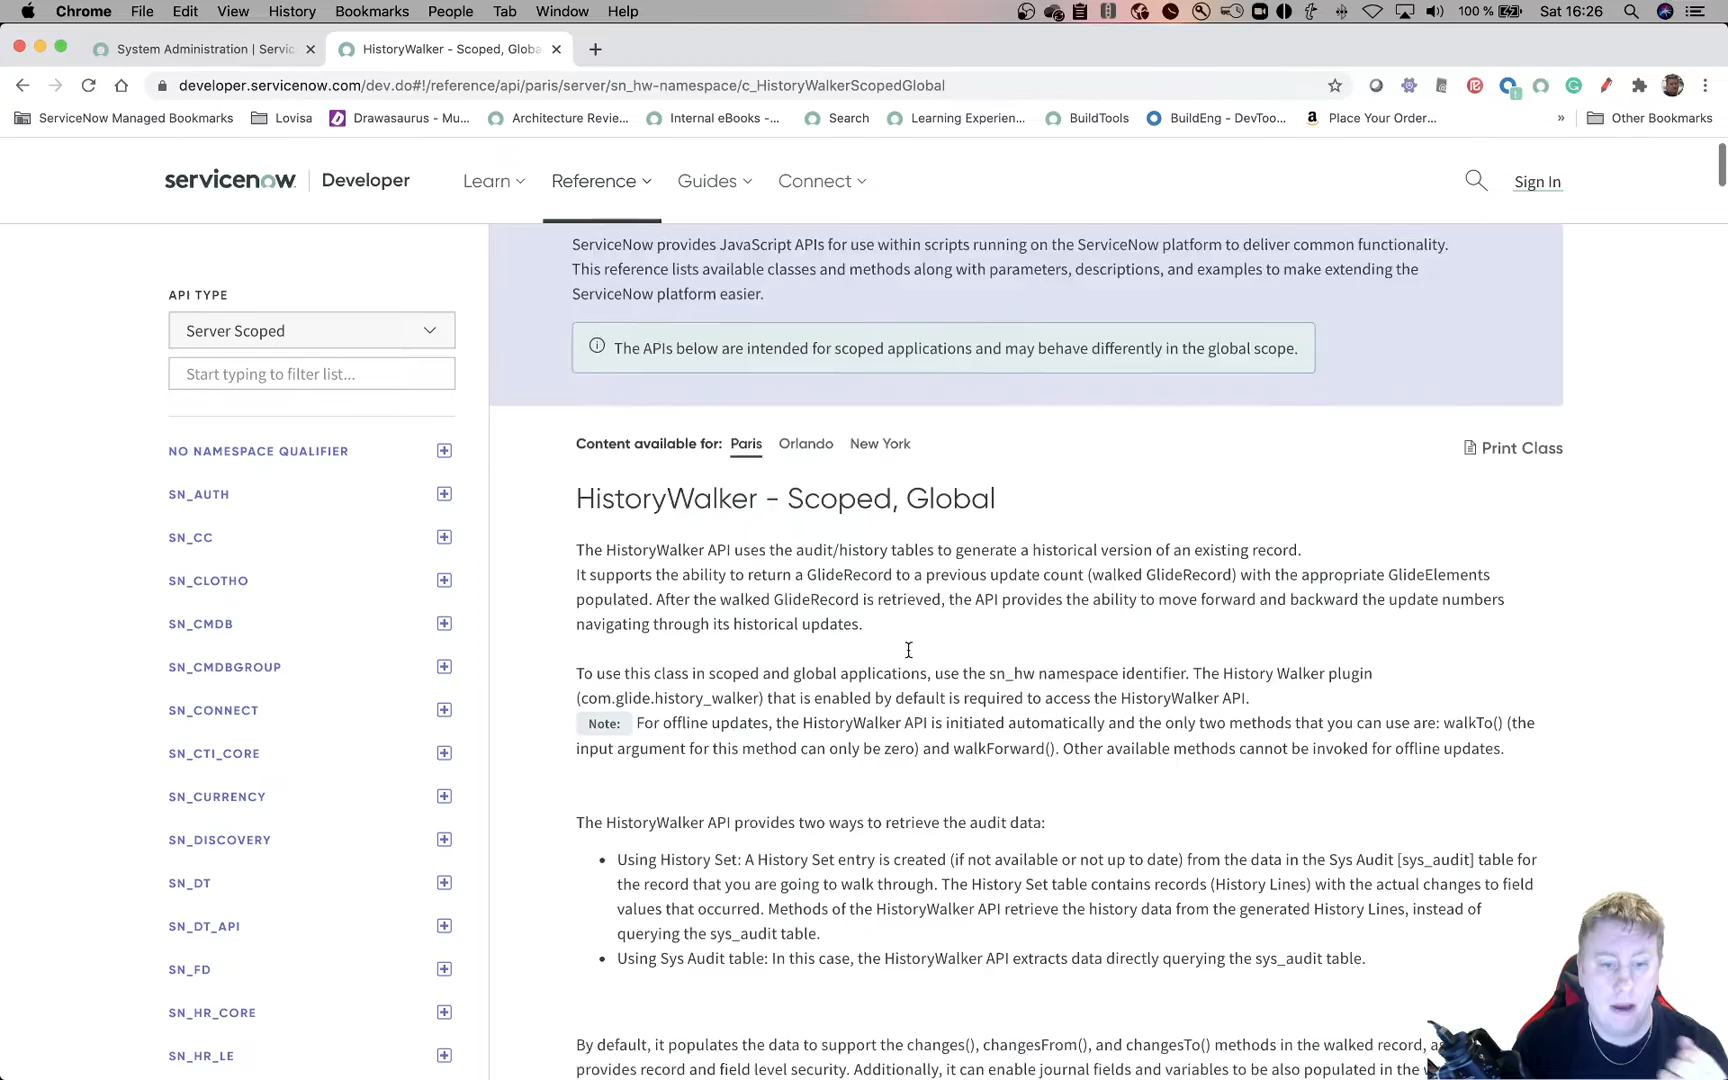 Chrome File Edit View History Bookmarks People Tab Window Help 100 % Sat 16:26
System Administration | Servic HistoryWalker - Scoped, Globa
developer.servicenow.com/dev.do#!/reference/api/paris/server/sn_hw-namespace/c_HistoryWalkerScopedGlobal
ServiceNow Managed Bookmarks Lovisa Drawasaurus - Mu... Architecture Revie... Internal eBooks -... Search Learning Experien... BuildTools BuildEng - DevToo... Place Your Order... » Other Bookmarks
servicenow Developer Learn Reference Guides Connect Sign In
ServiceNow provides JavaScript APIs for use within scripts running on the ServiceNow platform to deliver common functionality.
This reference lists available classes and methods along with parameters, descriptions, and examples to make extending the
ServiceNow platform easier.
The APIs below are intended for scoped applications and may behave differently in the global scope.
API TYPE
Server Scoped
Start typing to filter list...
NO NAMESPACE QUALIFIER
SN_AUTH
SN_CC
SN_CLOTHO
SN_CMDB
SN_CMDBGROUP
SN_CONNECT
SN_CTI_CORE
SN_CURRENCY
SN_DISCOVERY
SN_DT
SN_DT_API
SN_FD
SN_HR_CORE
SN_HR_LE
Content available for: Paris Orlando New York Print Class
HistoryWalker - Scoped, Global
The HistoryWalker API uses the audit/history tables to generate a historical version of an existing record.
It supports the ability to return a GlideRecord to a previous update count (walked GlideRecord) with the appropriate GlideElements
populated. After the walked GlideRecord is retrieved, the API provides the ability to move forward and backward the update numbers
navigating through its historical updates.
To use this class in scoped and global applications, use the sn_hw namespace identifier. The History Walker plugin
(com.glide.history_walker) that is enabled by default is required to access the HistoryWalker API.
Note: For offline updates, the HistoryWalker API is initiated automatically and the only two methods that you can use are: walkTo() (the
input argument for this method can only be zero) and walkForward(). Other available methods cannot be invoked for offline updates.
The HistoryWalker API provides two ways to retrieve the audit data:
• Using History Set: A History Set entry is created (if not available or not up to date) from the data in the Sys Audit [sys_audit] table for
the record that you are going to walk through. The History Set table contains records (History Lines) with the actual changes to field
values that occurred. Methods of the HistoryWalker API retrieve the history data from the generated History Lines, instead of
querying the sys_audit table.
• Using Sys Audit table: In this case, the HistoryWalker API extracts data directly querying the sys_audit table.
By default, it populates the data to support the changes(), changesFrom(), and changesTo() methods in the walked record,
provides record and field level security. Additionally, it can enable journal fields and variables to be also populated in the